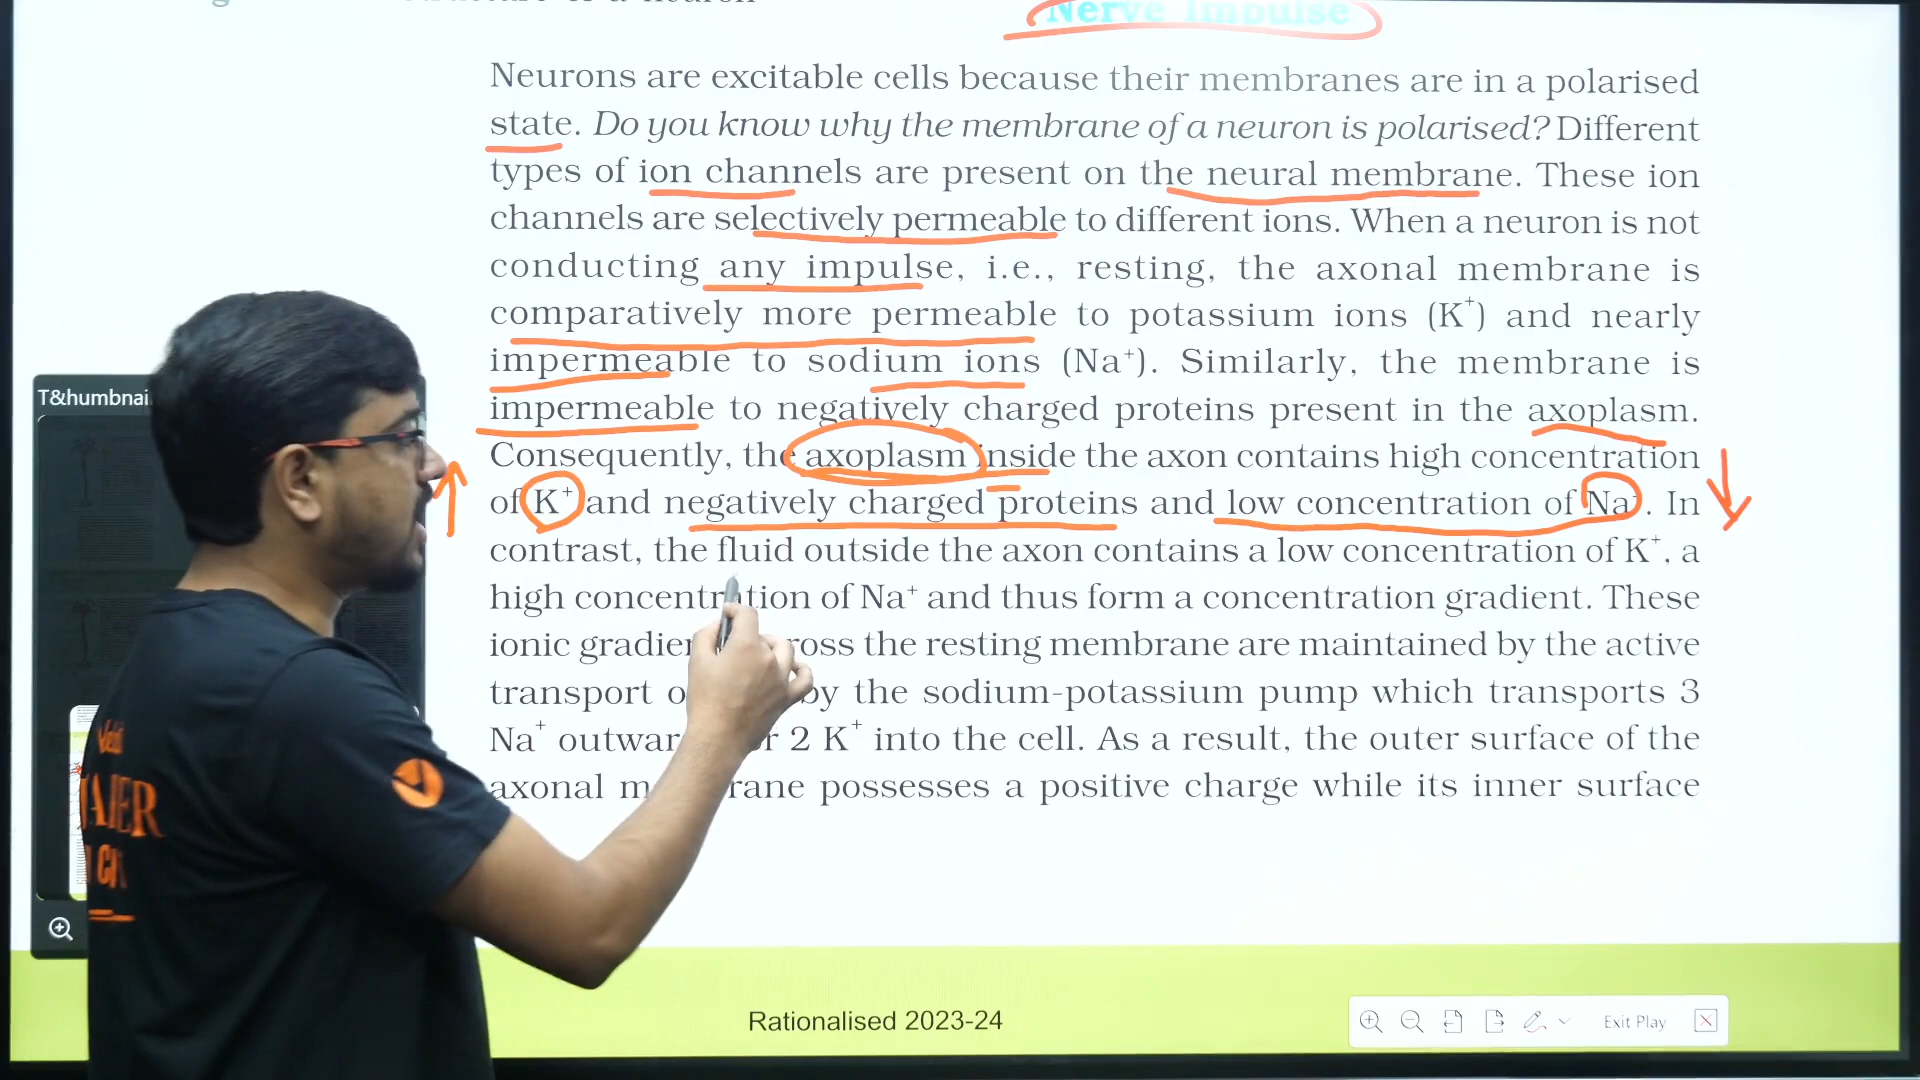 Nerve Impulse
Neurons are excitable cells because their membranes are in a polarised
state. Do you know why the membrane of a neuron is polarised? Different
types of ion channels are present on the neural membrane. These ion
channels are selectively permeable to different ions. When a neuron is not
conducting any impulse, i.e., resting, the axonal membrane is
comparatively more permeable to potassium ions (K⁺) and nearly
impermeable to sodium ions (Na⁺). Similarly, the membrane is
impermeable to negatively charged proteins present in the axoplasm.
Consequently, the axoplasm inside the axon contains high concentration
of K⁺ and negatively charged proteins and low concentration of Na⁺. In
contrast, the fluid outside the axon contains a low concentration of K⁺, a
high concentration of Na⁺ and thus form a concentration gradient. These
ionic across the resting membrane are maintained by the active
transport by the sodium-potassium pump which transports 3
Na⁺ 2 K⁺ into the cell. As a result, the outer surface of the
axonal possesses a positive charge while its inner surface
Rationalised 2023-24
Exit Play